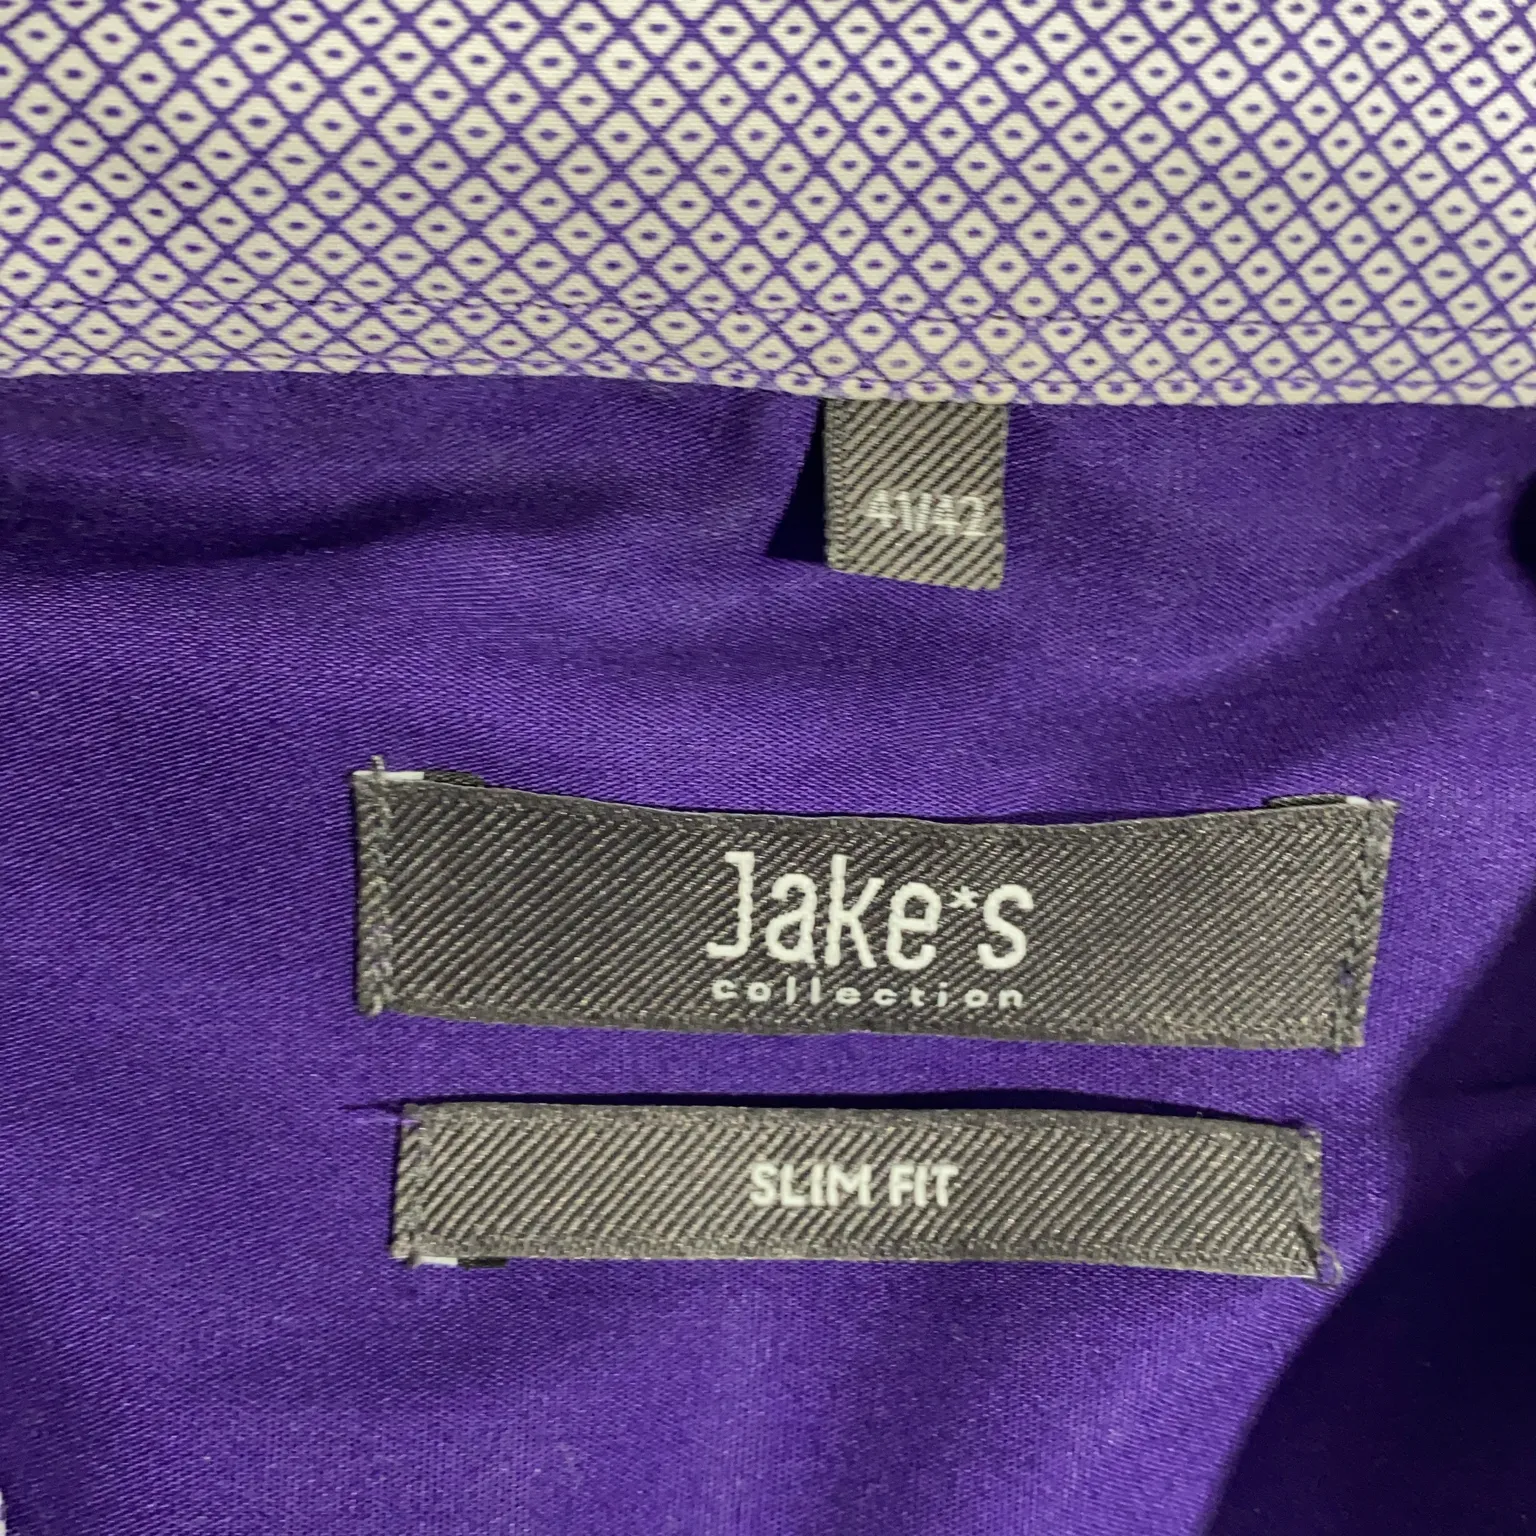 41/42
Jake*s
collection
SLIM FIT